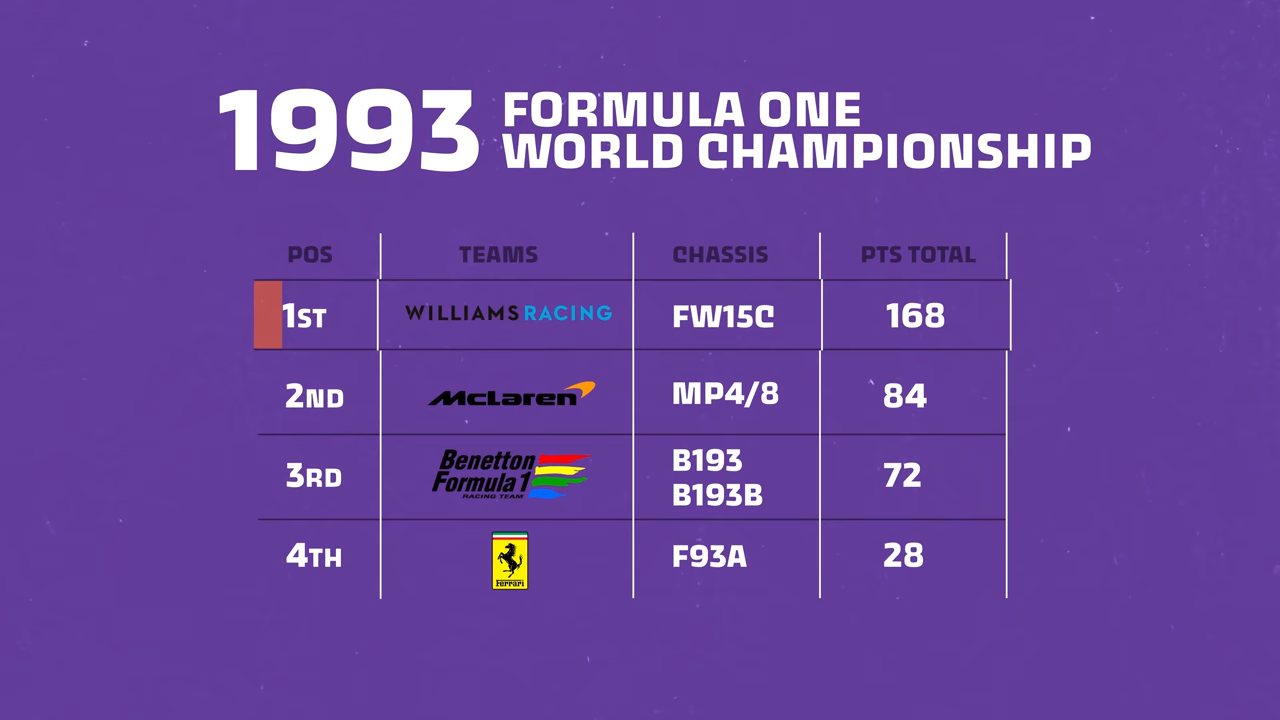 1993 FORMULA ONE
WORLD CHAMPIONSHIP
POS TEAMS CHASSIS PTS TOTAL
1ST WILLIAMS RACING FW15C 168
2ND McLaren MP4/8 84
3RD Benetton Formula 1 RACING TEAM B193 B193B 72
4TH Ferrari F93A 28